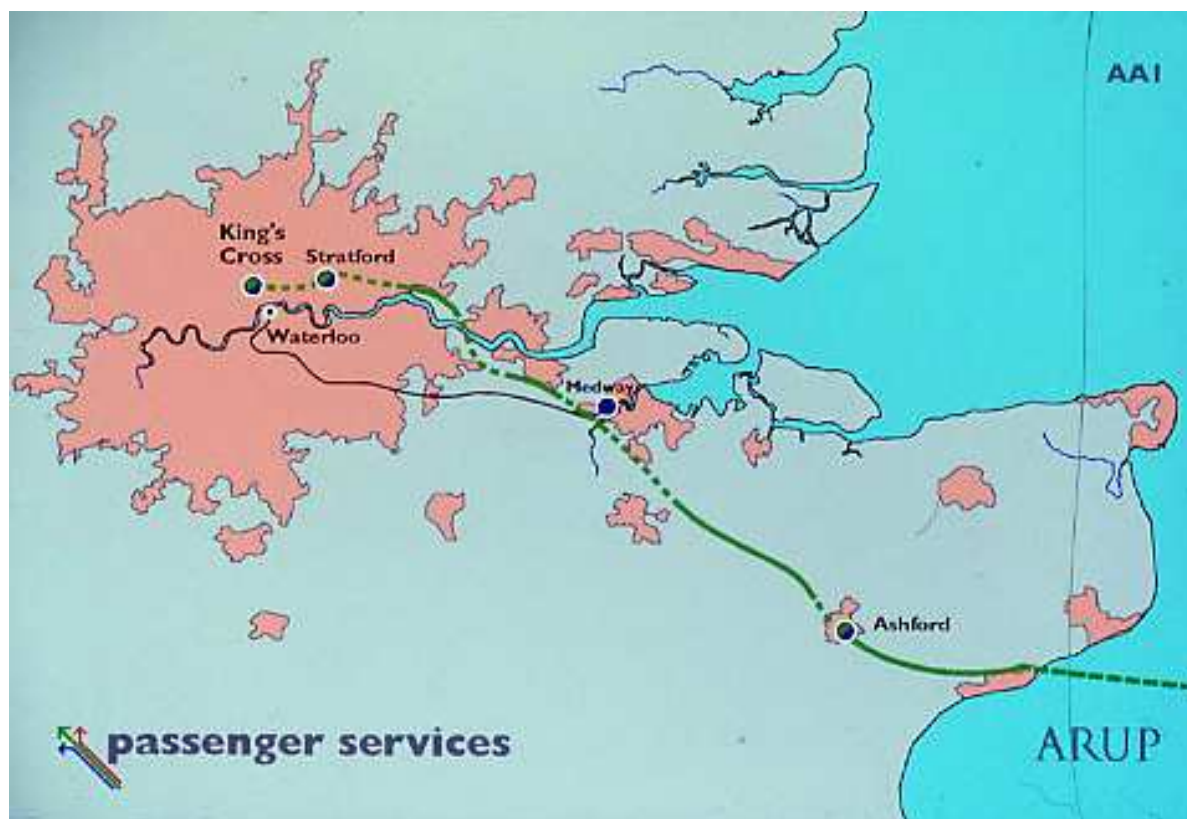 AA1
King's
Cross
Stratford
Waterloo
Medway
Ashford
passenger services
ARUP